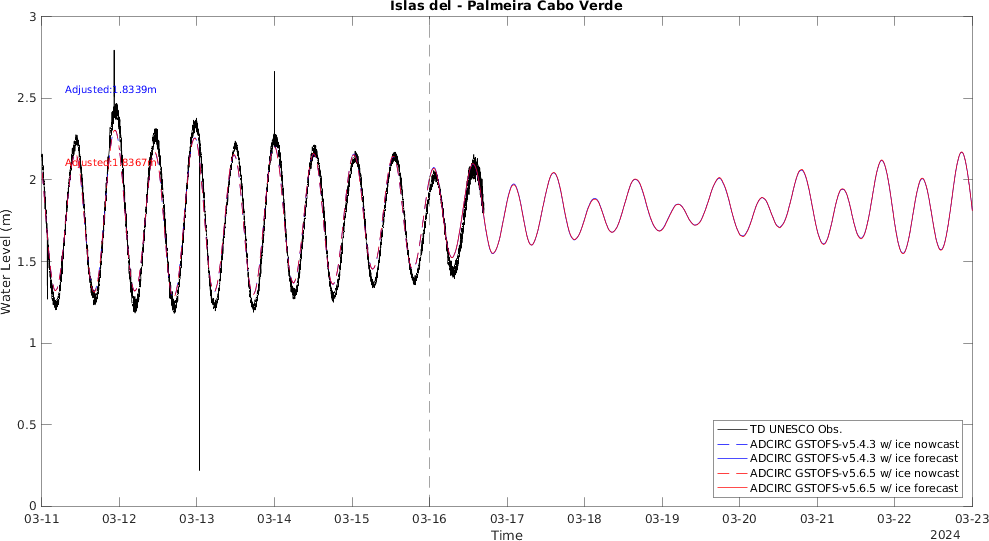 Islas del - Palmeira Cabo Verde
3
2.5
2
1.5
1
0.5
0
Water Level (m)
Adjusted:1.8339m
Adjusted:1.8367m
TD UNESCO Obs.
ADCIRC GSTOFS-v5.4.3 w/ ice nowcast
ADCIRC GSTOFS-v5.4.3 w/ ice forecast
ADCIRC GSTOFS-v5.6.5 w/ ice nowcast
ADCIRC GSTOFS-v5.6.5 w/ ice forecast
03-11 03-12 03-13 03-14 03-15 03-16 03-17 03-18 03-19 03-20 03-21 03-22 03-23
Time
2024